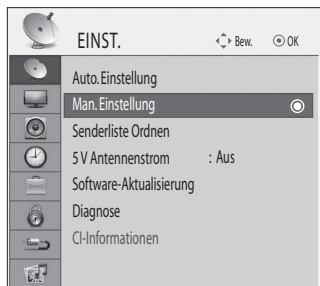 EINST. Bew. OK
Auto. Einstellung
Man. Einstellung
Senderliste Ordnen
5 V Antennenstrom : Aus
Software-Aktualisierung
Diagnose
CI-Informationen